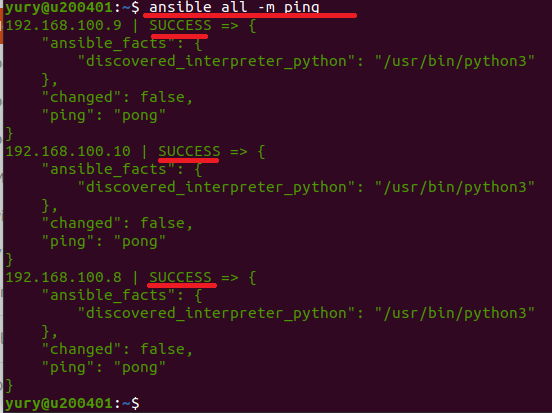 yury@u200401:~$ ansible all -m ping
192.168.100.9 | SUCCESS => {
    "ansible_facts": {
        "discovered_interpreter_python": "/usr/bin/python3"
    },
    "changed": false,
    "ping": "pong"
}
192.168.100.10 | SUCCESS => {
    "ansible_facts": {
        "discovered_interpreter_python": "/usr/bin/python3"
    },
    "changed": false,
    "ping": "pong"
}
192.168.100.8 | SUCCESS => {
    "ansible_facts": {
        "discovered_interpreter_python": "/usr/bin/python3"
    },
    "changed": false,
    "ping": "pong"
}
yury@u200401:~$